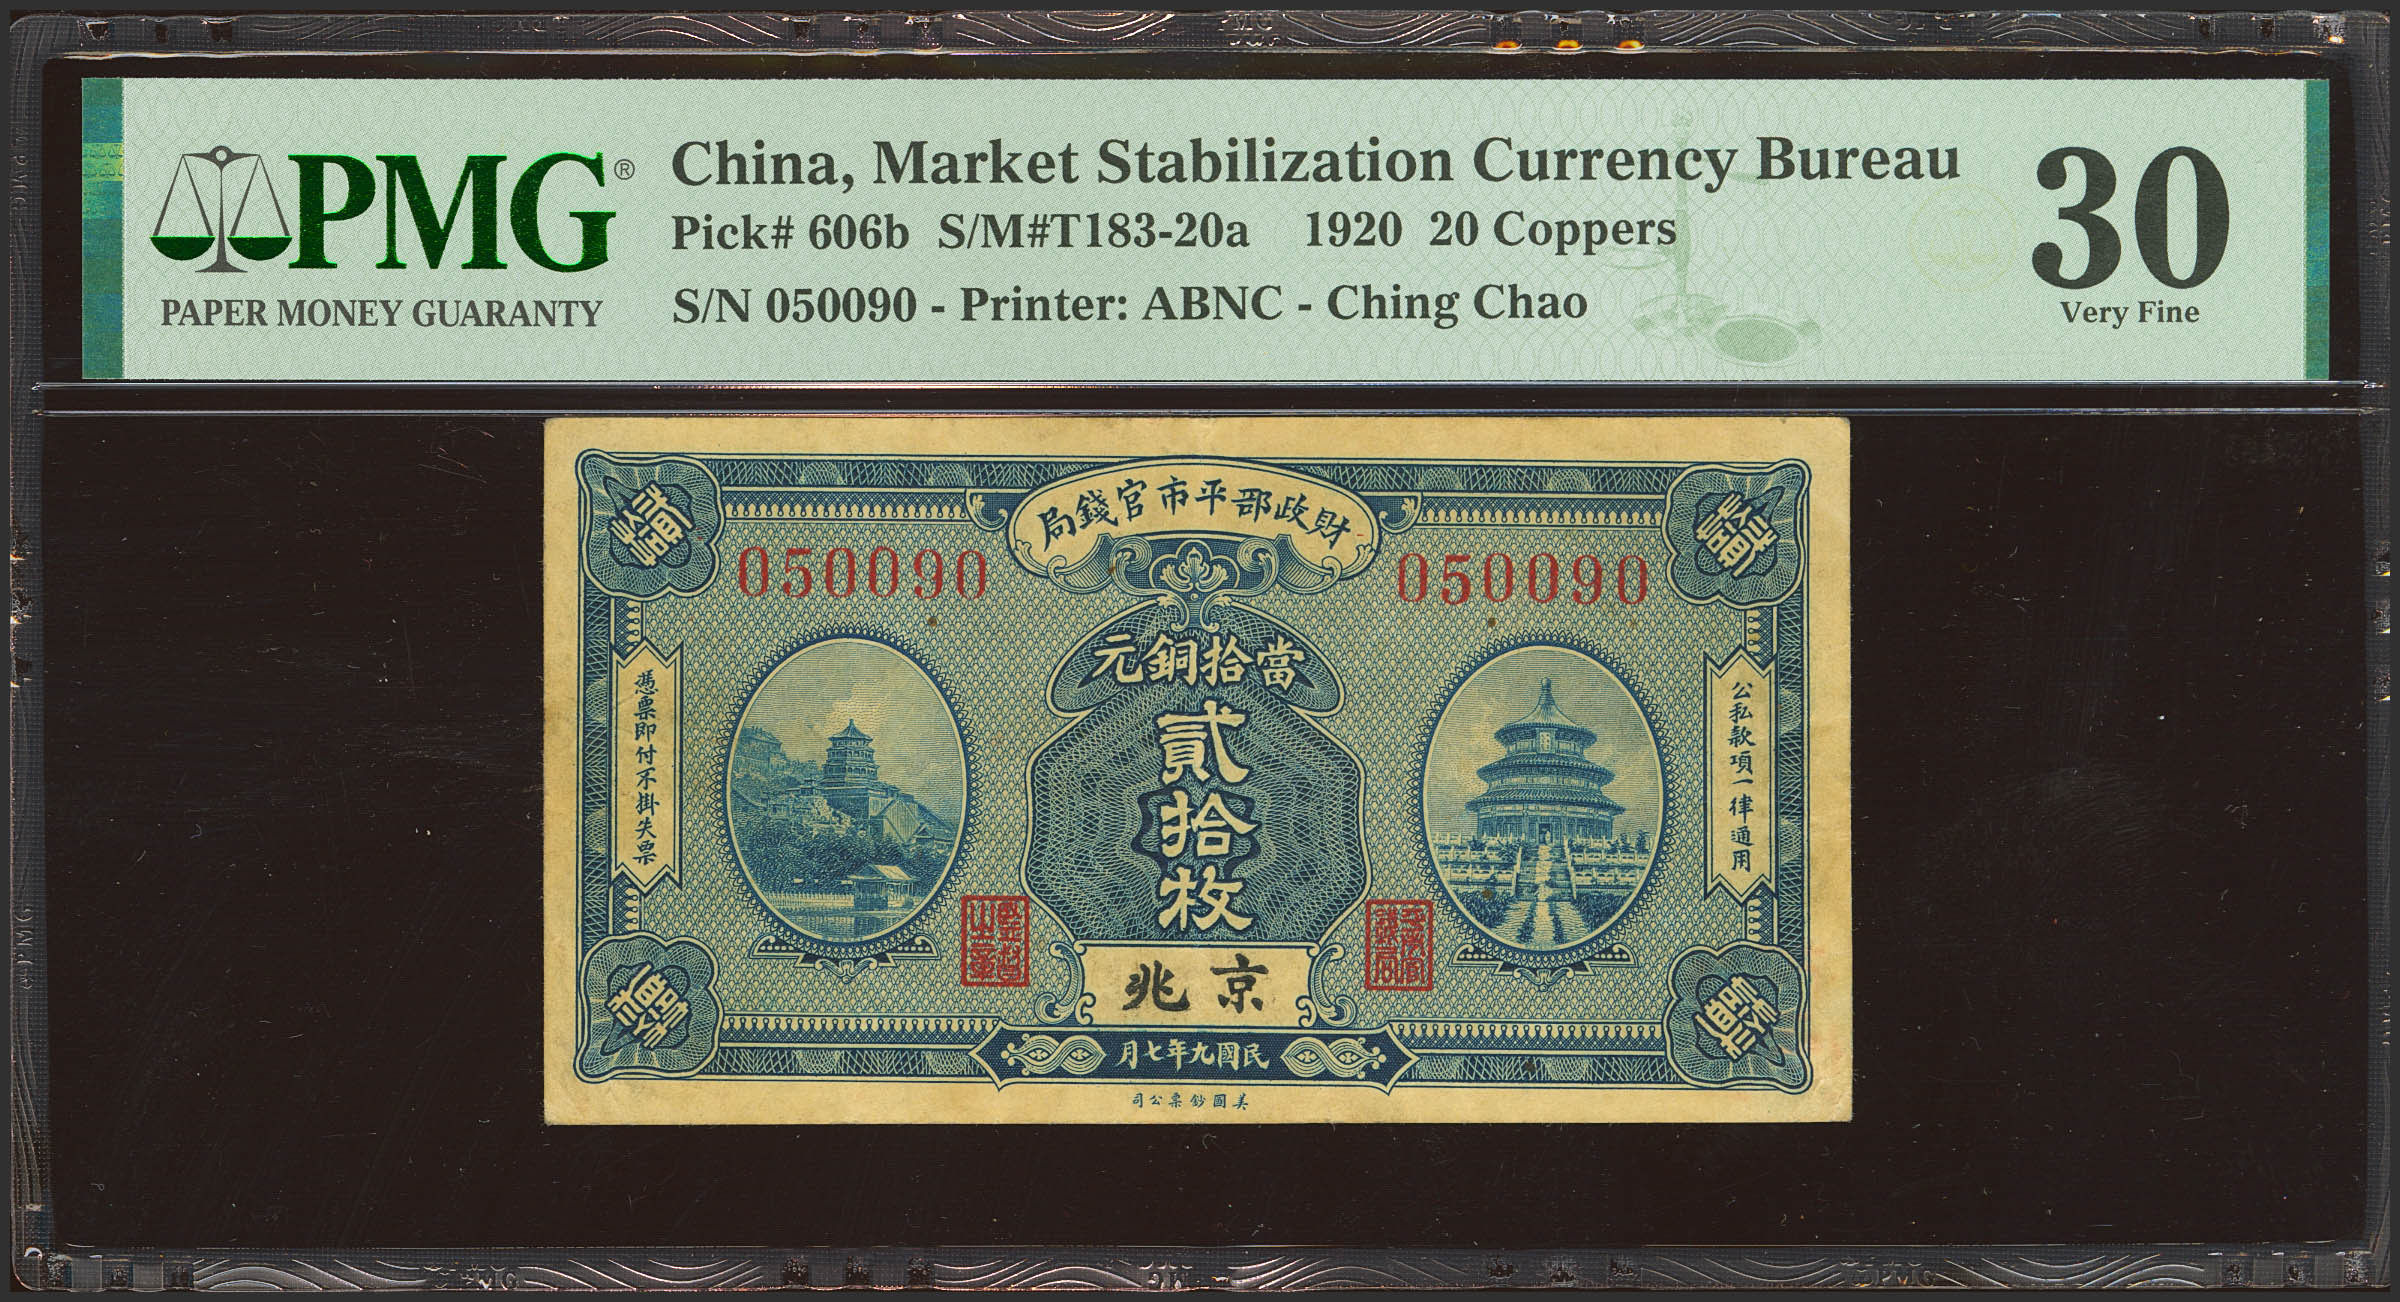 PMG®
PAPER MONEY GUARANTY
China, Market Stabilization Currency Bureau
Pick# 606b S/M#T183-20a 1920 20 Coppers
S/N 050090 - Printer: ABNC - Ching Chao
30
Very Fine
局錢官市平部政財
050090
050090
元銅拾當
貳拾枚
憑票即付不掛失票
公私款項一律通用
兆京
月七年九國民
司公票鈔國美